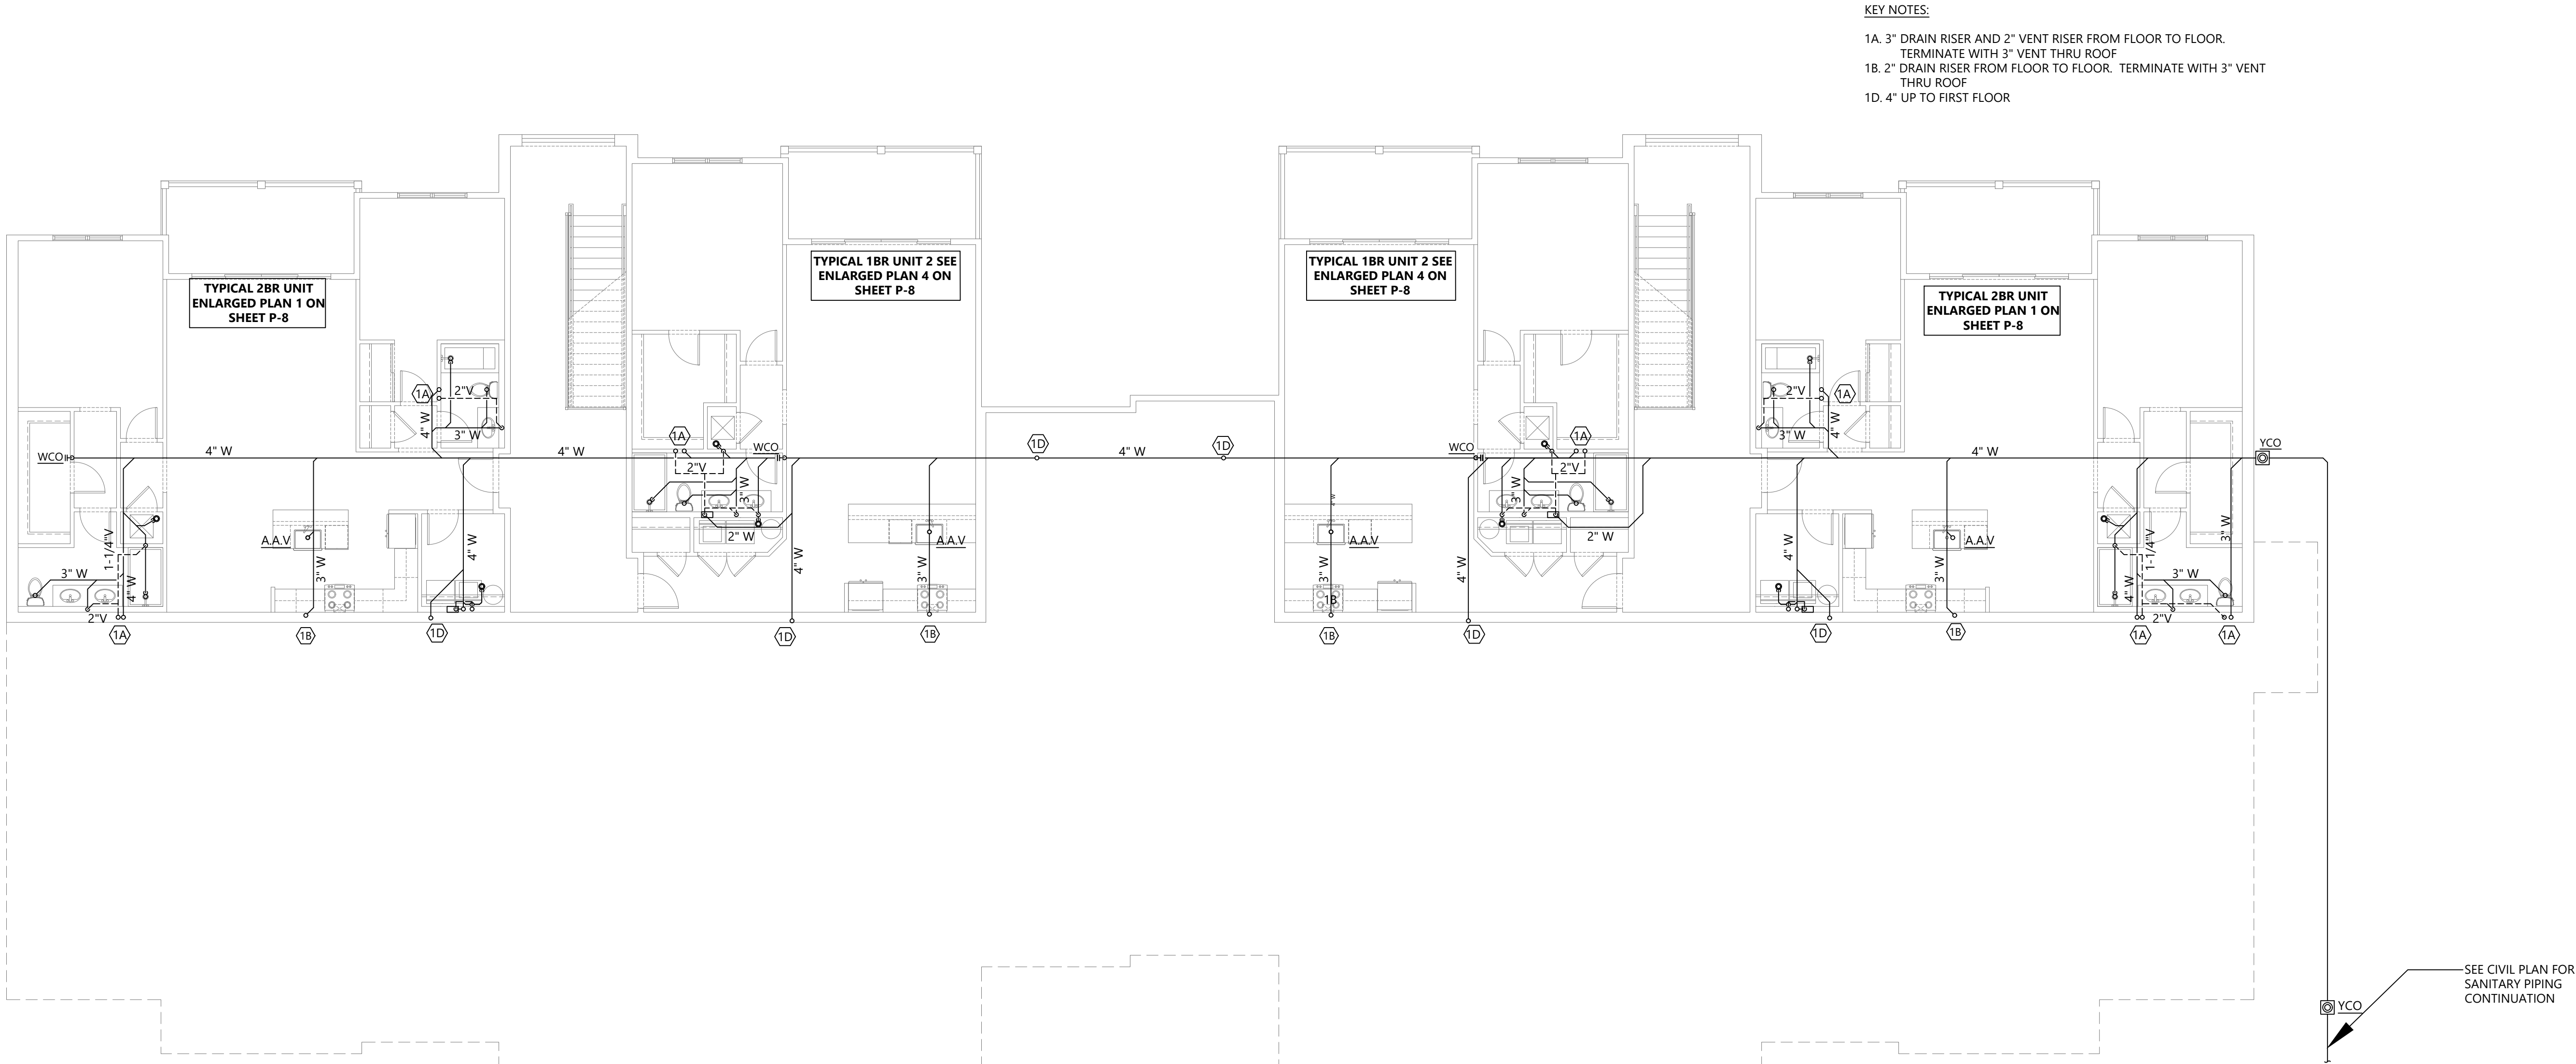 KEY NOTES:
1A. 3" DRAIN RISER AND 2" VENT RISER FROM FLOOR TO FLOOR.
TERMINATE WITH 3" VENT THRU ROOF
1B. 2" DRAIN RISER FROM FLOOR TO FLOOR.  TERMINATE WITH 3" VENT
THRU ROOF
1D. 4" UP TO FIRST FLOOR
TYPICAL 2BR UNIT
ENLARGED PLAN 1 ON
SHEET P-8
TYPICAL 1BR UNIT 2 SEE
ENLARGED PLAN 4 ON
SHEET P-8
TYPICAL 1BR UNIT 2 SEE
ENLARGED PLAN 4 ON
SHEET P-8
TYPICAL 2BR UNIT
ENLARGED PLAN 1 ON
SHEET P-8
1A
2"V
4" W
3" W
2"V
1A
3" W
4" W
WCO
4" W
4" W
1A
2"V
WCO
3" W
1D
4" W
1D
WCO
1A
2"V
3" W
4" W
YCO
A.A.V
3" W
4" W
2" W
4" W
A.A.V
3" W
4" W
A.A.V
3" W
1B
4" W
2" W
4" W
A.A.V
3" W
1-1/4"V
3" W
4" W
2"V
1-1/4"V
3" W
4" W
3" W
2"V
1A
1B
1D
1D
1B
1B
1D
1D
1B
1A
1A
SEE CIVIL PLAN FOR
SANITARY PIPING
CONTINUATION
YCO